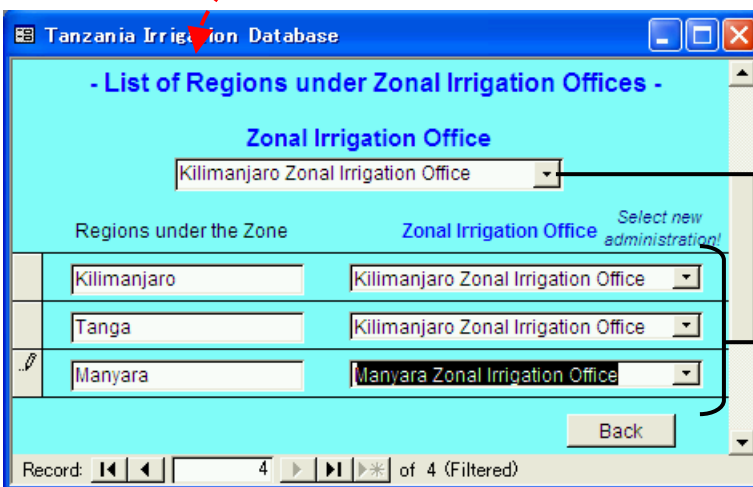 Tanzania Irrigation Database
- List of Regions under Zonal Irrigation Offices -
Zonal Irrigation Office
Kilimanjaro Zonal Irrigation Office
Regions under the Zone Zonal Irrigation Office Select new administration!
Kilimanjaro Kilimanjaro Zonal Irrigation Office
Tanga Kilimanjaro Zonal Irrigation Office
Manyara Manyara Zonal Irrigation Office
Back
Record: 4 of 4 (Filtered)